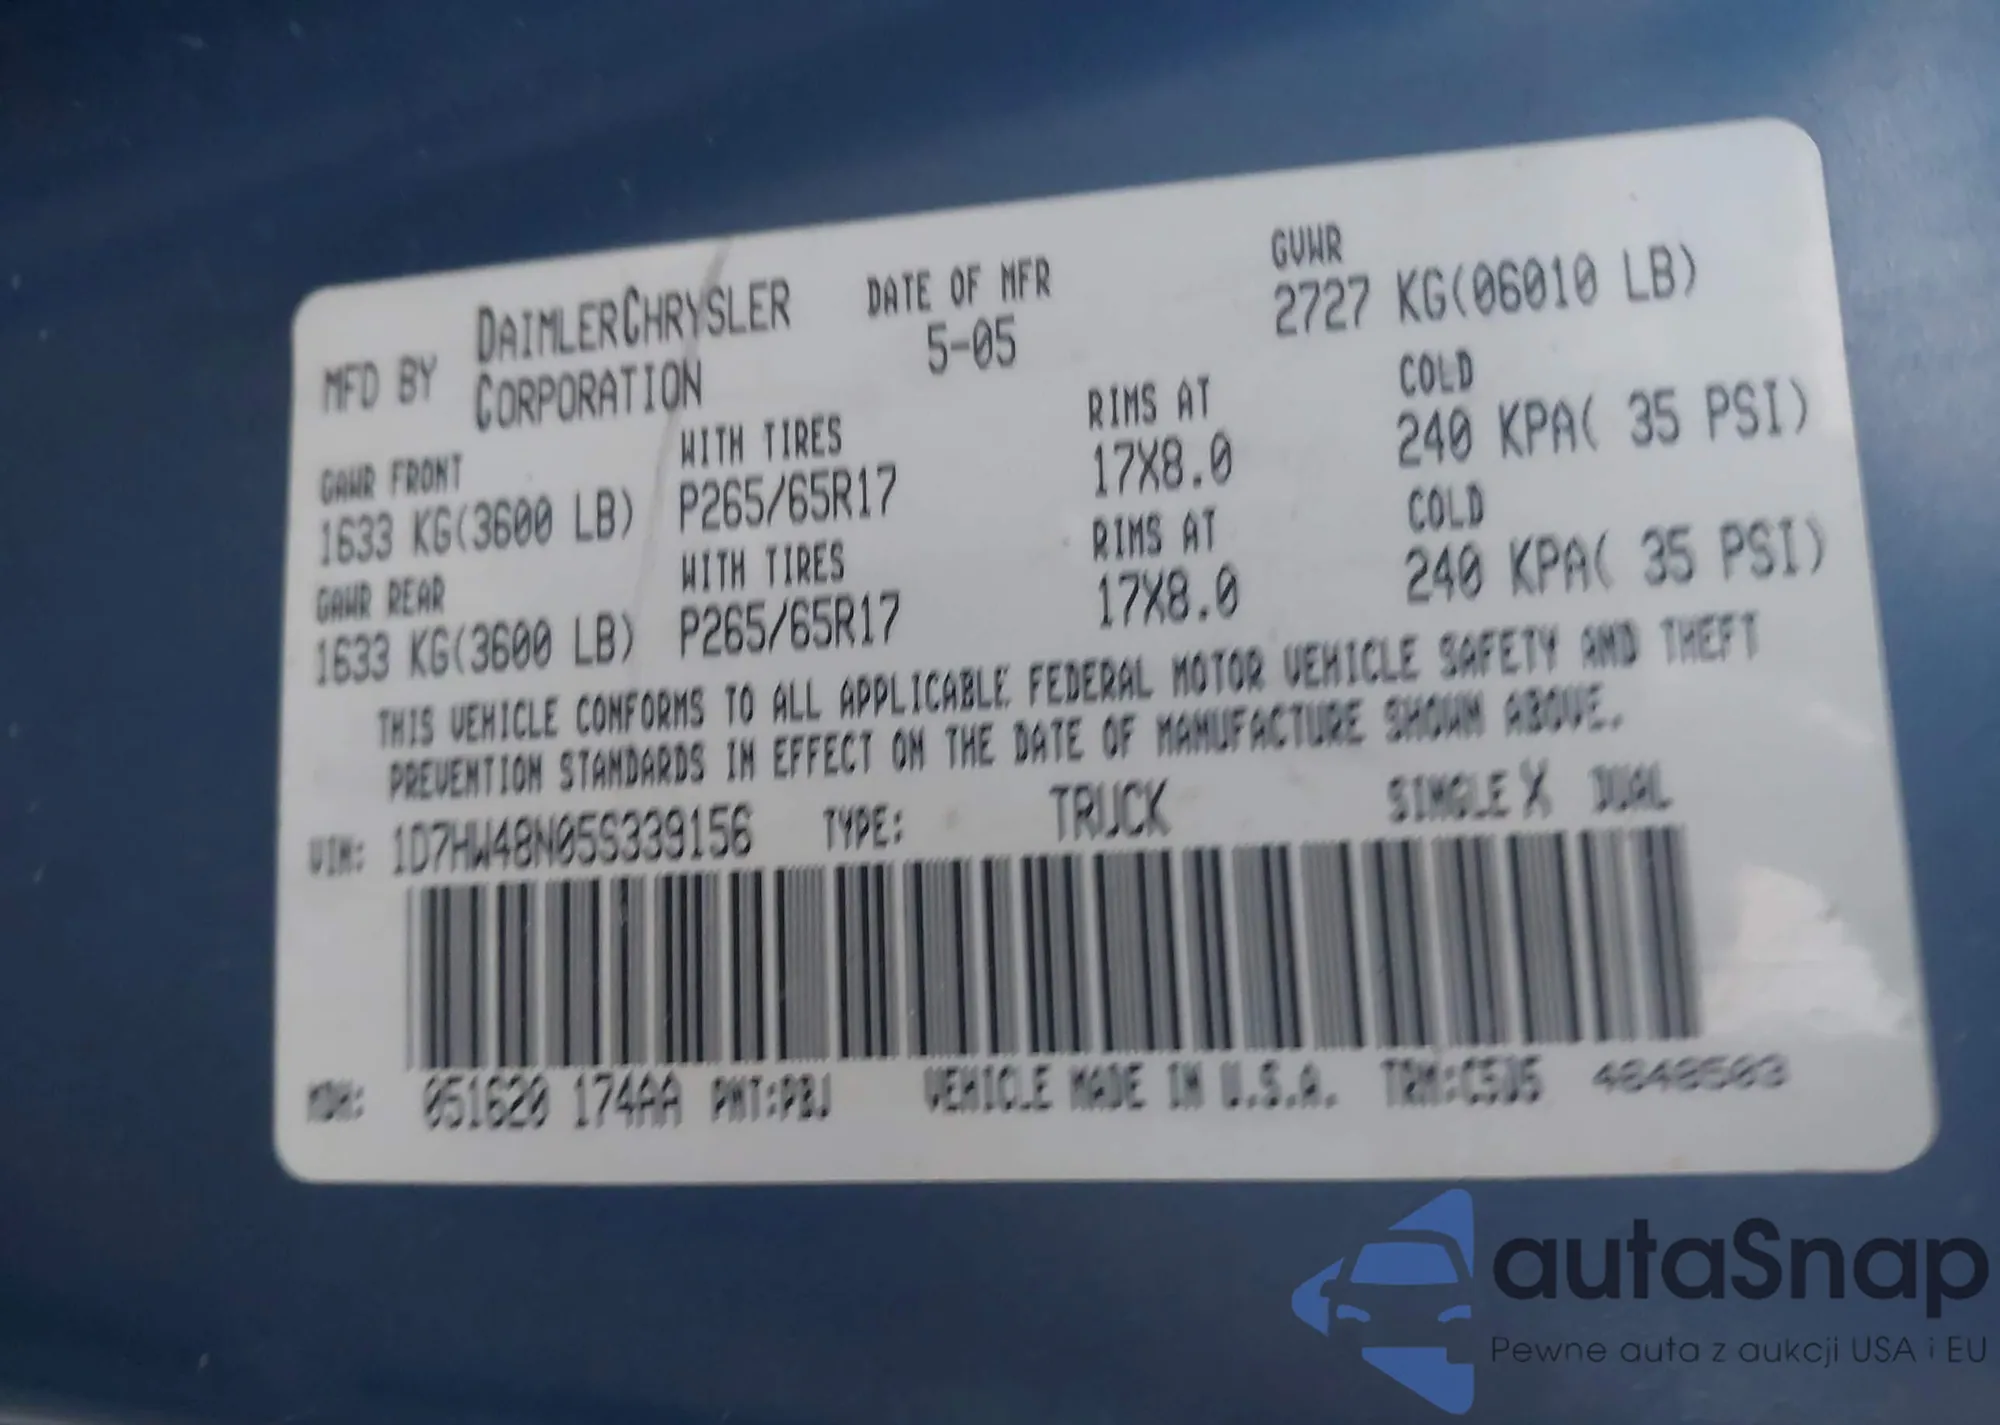 MFD BY DAIMLERCHRYSLER CORPORATION
DATE OF MFR
5-05
GVWR
2727 KG(06010 LB)
GAWR FRONT WITH TIRES RIMS AT COLD
1633 KG(3600 LB) P265/65R17 17X8.0 240 KPA( 35 PSI)
GAWR REAR WITH TIRES RIMS AT COLD
1633 KG(3600 LB) P265/65R17 17X8.0 240 KPA( 35 PSI)
THIS VEHICLE CONFORMS TO ALL APPLICABLE FEDERAL MOTOR VEHICLE SAFETY AND THEFT
PREVENTION STANDARDS IN EFFECT ON THE DATE OF MANUFACTURE SHOWN ABOVE.
VIN: 1D7HW48N05S339156 TYPE: TRUCK SINGLE X DUAL
MDH: 051620 174AA PNT:PBJ VEHICLE MADE IN U.S.A. TRM:C5D5 4848503
autaSnap
Pewne auta z aukcji USA i EU